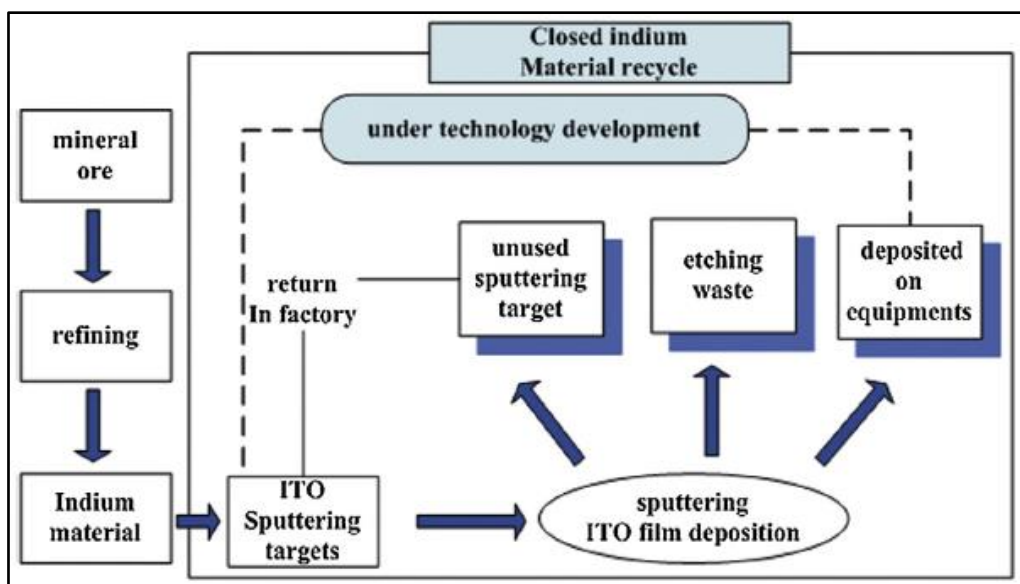 Closed indium
Material recycle
under technology development
mineral
ore
refining
Indium
material
return
In factory
unused
sputtering
target
etching
waste
deposited
on
equipments
ITO
Sputtering
targets
sputtering
ITO film deposition